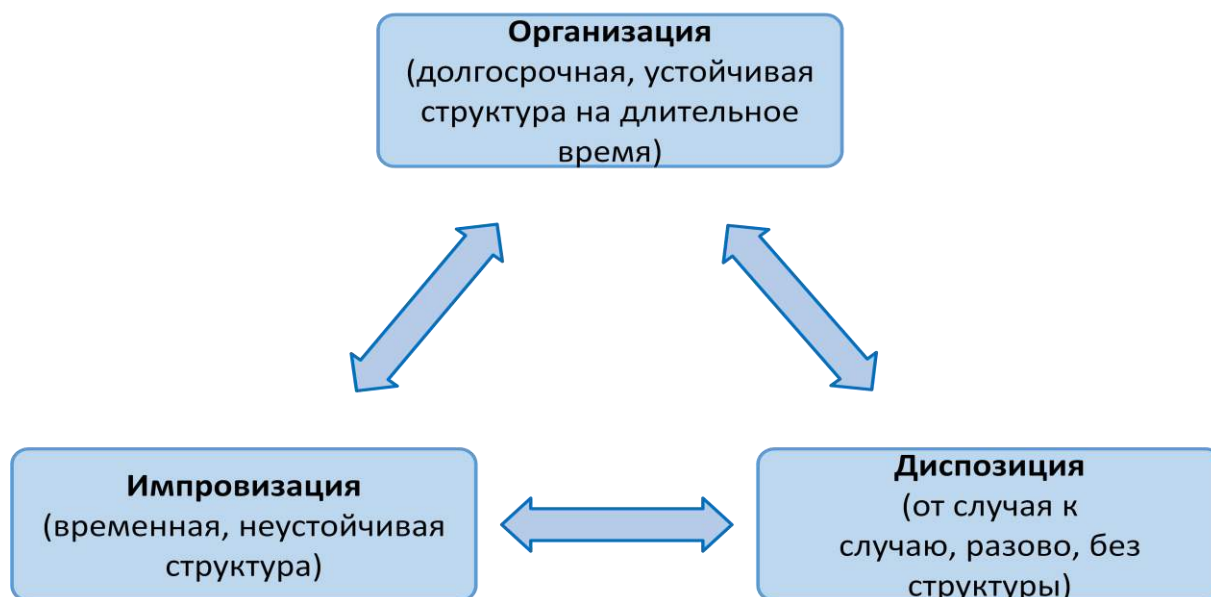 Организация
(долгосрочная, устойчивая
структура на длительное
время)
Импровизация
(временная, неустойчивая
структура)
Диспозиция
(от случая к
случаю, разово, без
структуры)